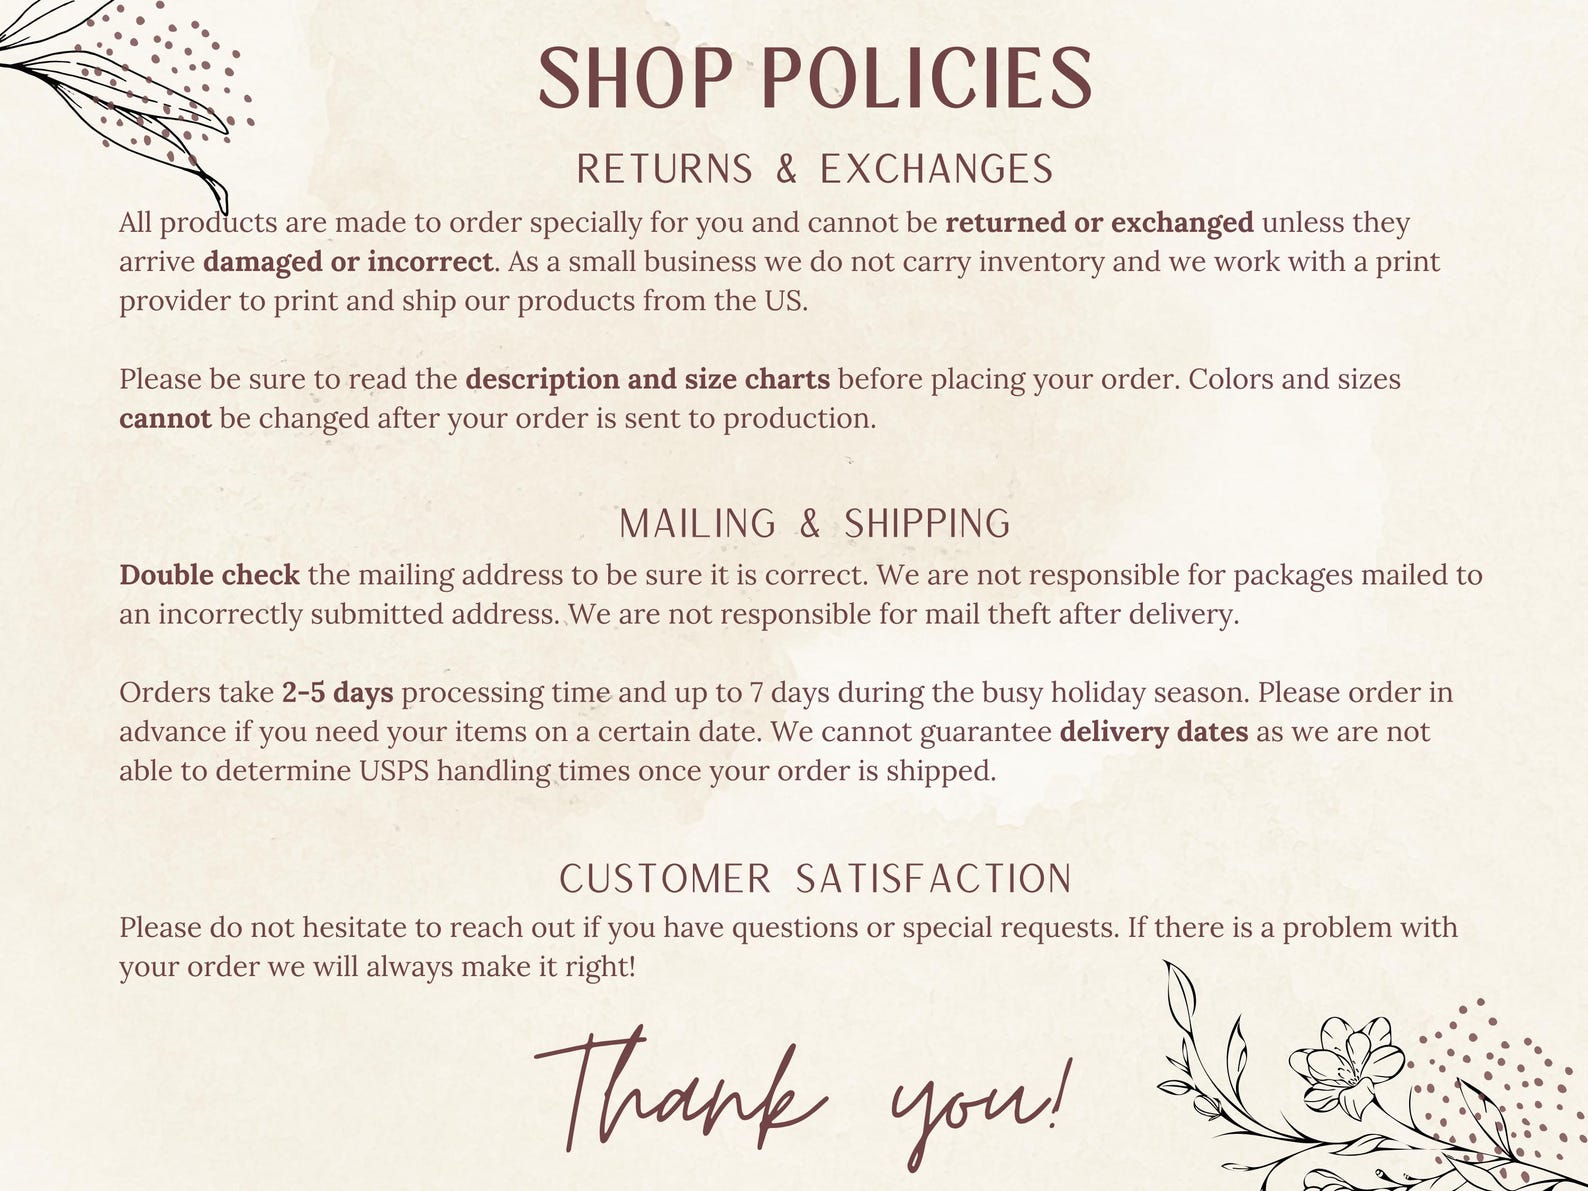 SHOP POLICIES
RETURNS & EXCHANGES
All products are made to order specially for you and cannot be returned or exchanged unless they
arrive damaged or incorrect. As a small business we do not carry inventory and we work with a print
provider to print and ship our products from the US.
Please be sure to read the description and size charts before placing your order. Colors and sizes
cannot be changed after your order is sent to production.
MAILING & SHIPPING
Double check the mailing address to be sure it is correct. We are not responsible for packages mailed to
an incorrectly submitted address. We are not responsible for mail theft after delivery.
Orders take 2-5 days processing time and up to 7 days during the busy holiday season. Please order in
advance if you need your items on a certain date. We cannot guarantee delivery dates as we are not
able to determine USPS handling times once your order is shipped.
CUSTOMER SATISFACTION
Please do not hesitate to reach out if you have questions or special requests. If there is a problem with
your order we will always make it right!
Thank you!